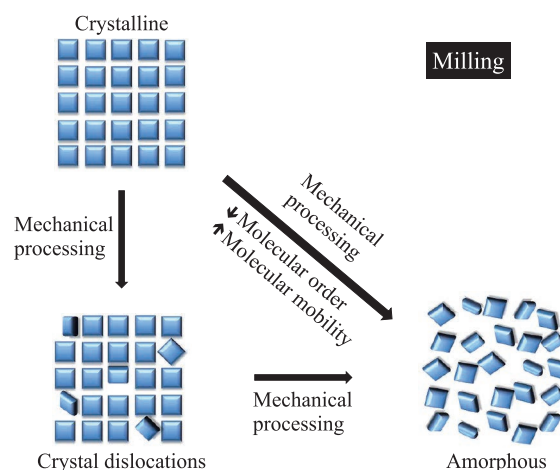 Crystalline
Milling
Mechanical
processing
Mechanical
processing
Molecular order
Molecular mobility
Mechanical
processing
Crystal dislocations
Amorphous